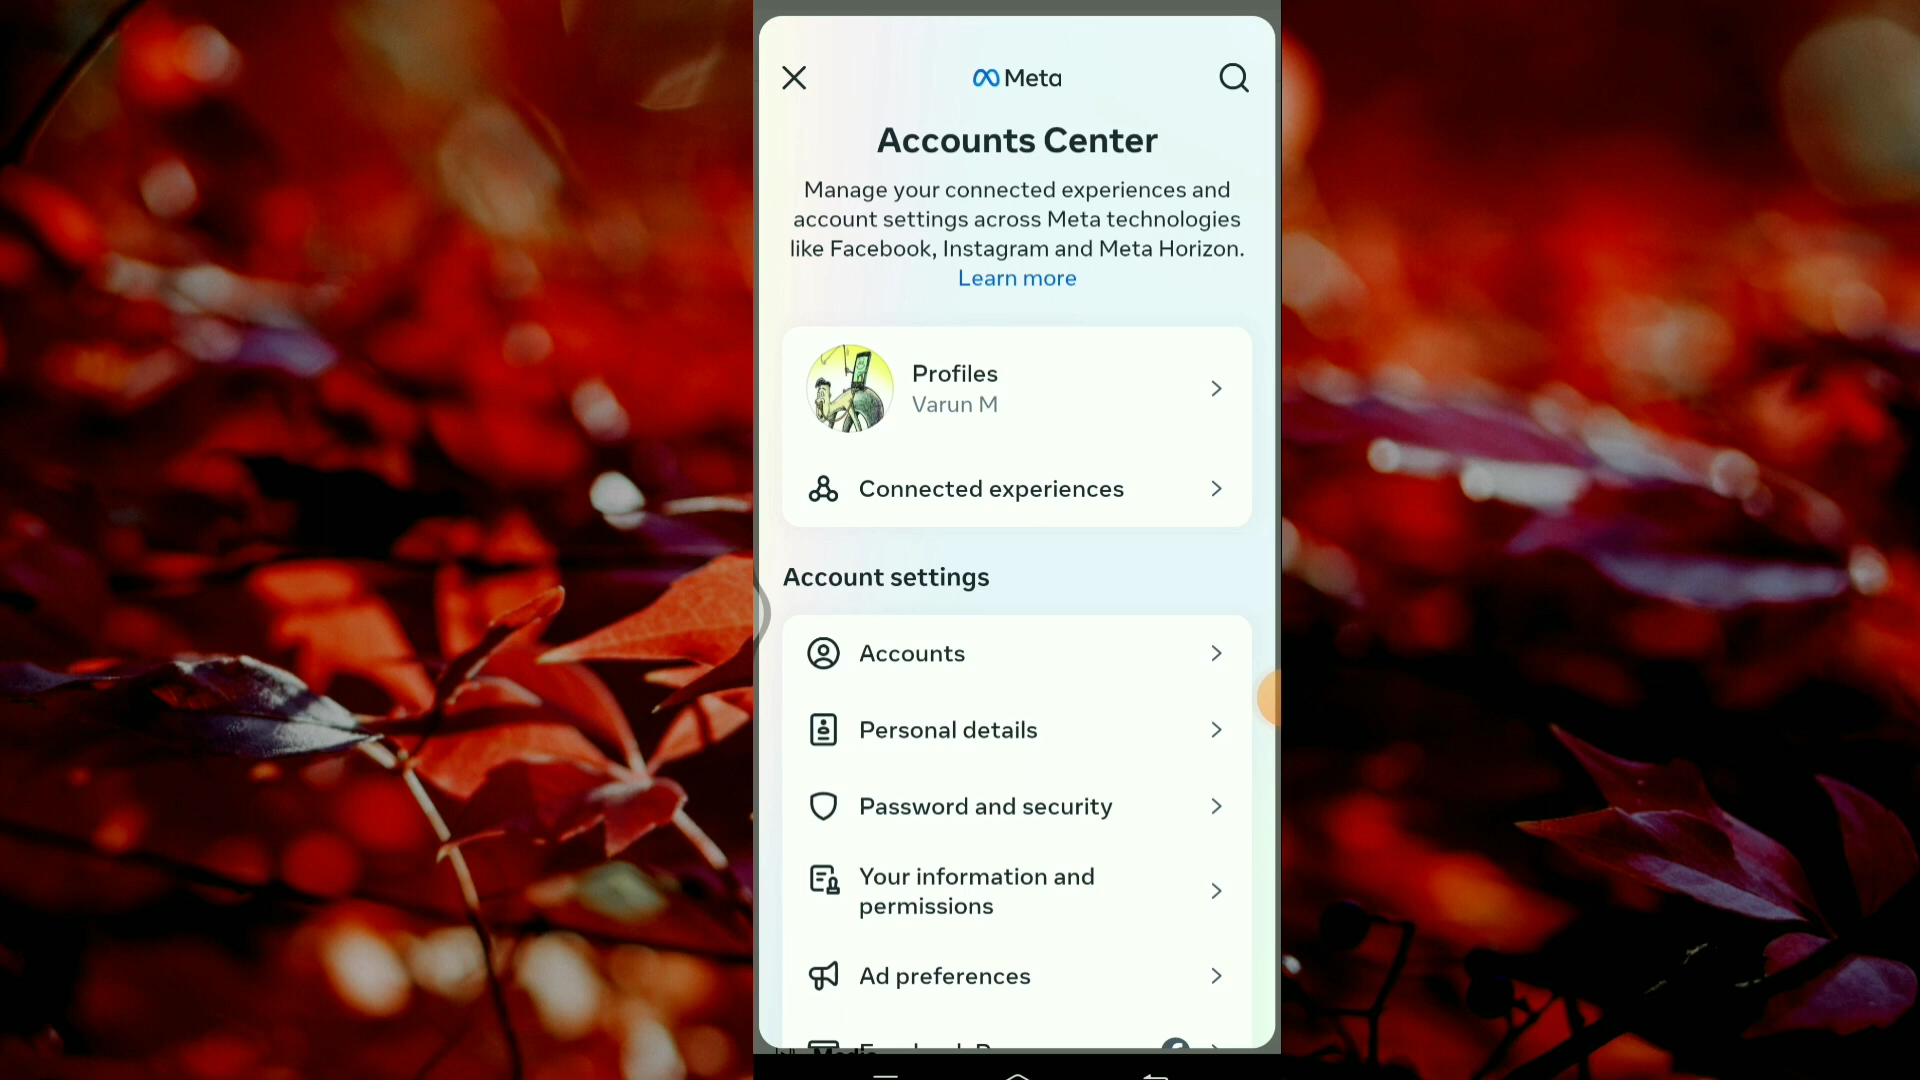 Meta
Accounts Center
Manage your connected experiences and
account settings across Meta technologies
like Facebook, Instagram and Meta Horizon.
Learn more
Profiles
Varun M
Connected experiences
Account settings
Accounts
Personal details
Password and security
Your information and
permissions
Ad preferences